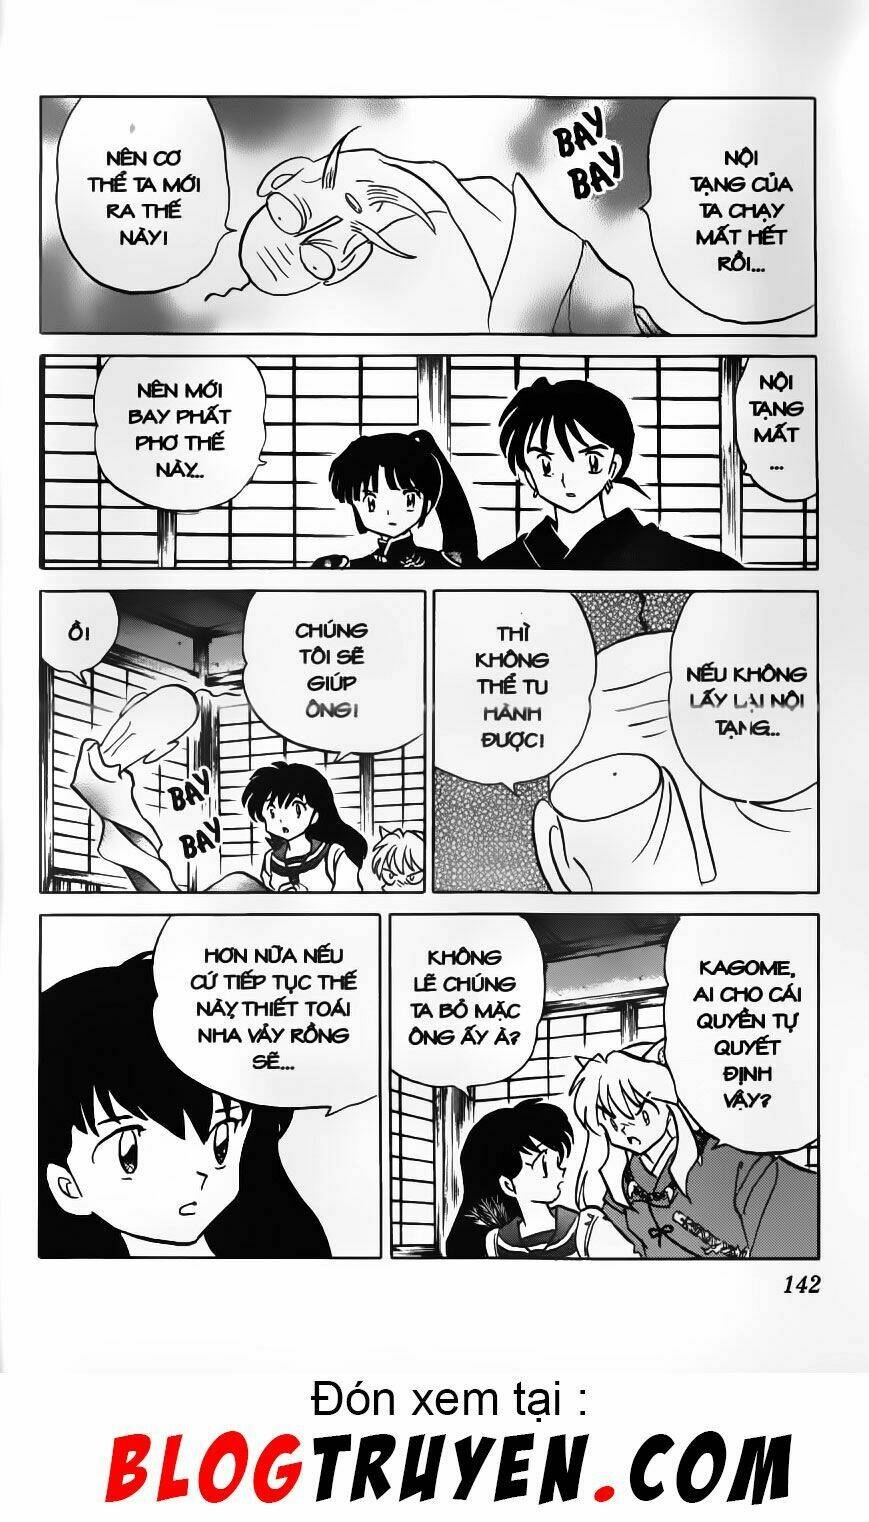 NỘI
TẠNG CỦA
TA CHẠY
MẤT HẾT
RỒI...
BAY
BAY
NÊN CƠ
THỂ TA MỚI
RA THẾ
NÀY!
NỘI
TẠNG
MẤT
...
NÊN MỚI
BAY PHẤT
PHƠ THẾ
NÀY...
NẾU KHÔNG
LẤY LẠI NỘI
TẠNG...
THÌ
KHÔNG
THỂ TU
HÀNH
ĐƯỢC!
CHÚNG
TÔI SẼ
GIÚP
ÔNG!
Ồ!
BAY
BAY
KAGOME,
AI CHO CÁI
QUYỀN TỰ
QUYẾT
ĐỊNH
VẬY?
KHÔNG
LẼ CHÚNG
TA BỎ MẶC
ÔNG ẤY À?
HƠN NỮA NẾU
CỨ TIẾP TỤC THẾ
NÀY, THIẾT TOÁI
NHA VẢY RỒNG
SẼ...
142
Đón xem tại :
BLOGTRUYEN.COM